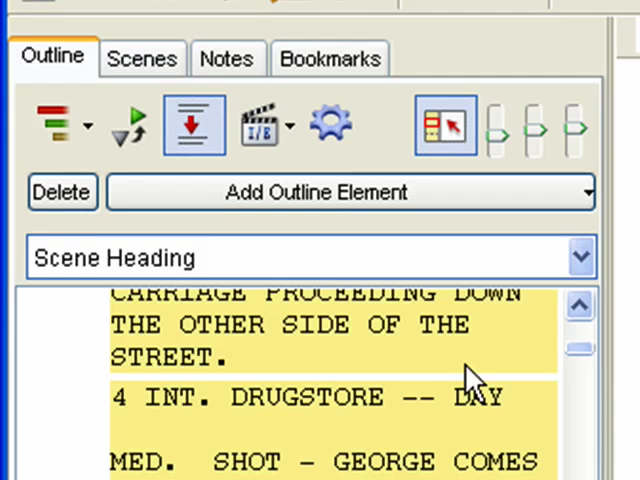 Outline Scenes Notes Bookmarks
I/E
Delete Add Outline Element
Scene Heading
CARRIAGE PROCEEDING DOWN
THE OTHER SIDE OF THE
STREET.
4 INT. DRUGSTORE -- DAY
MED. SHOT - GEORGE COMES